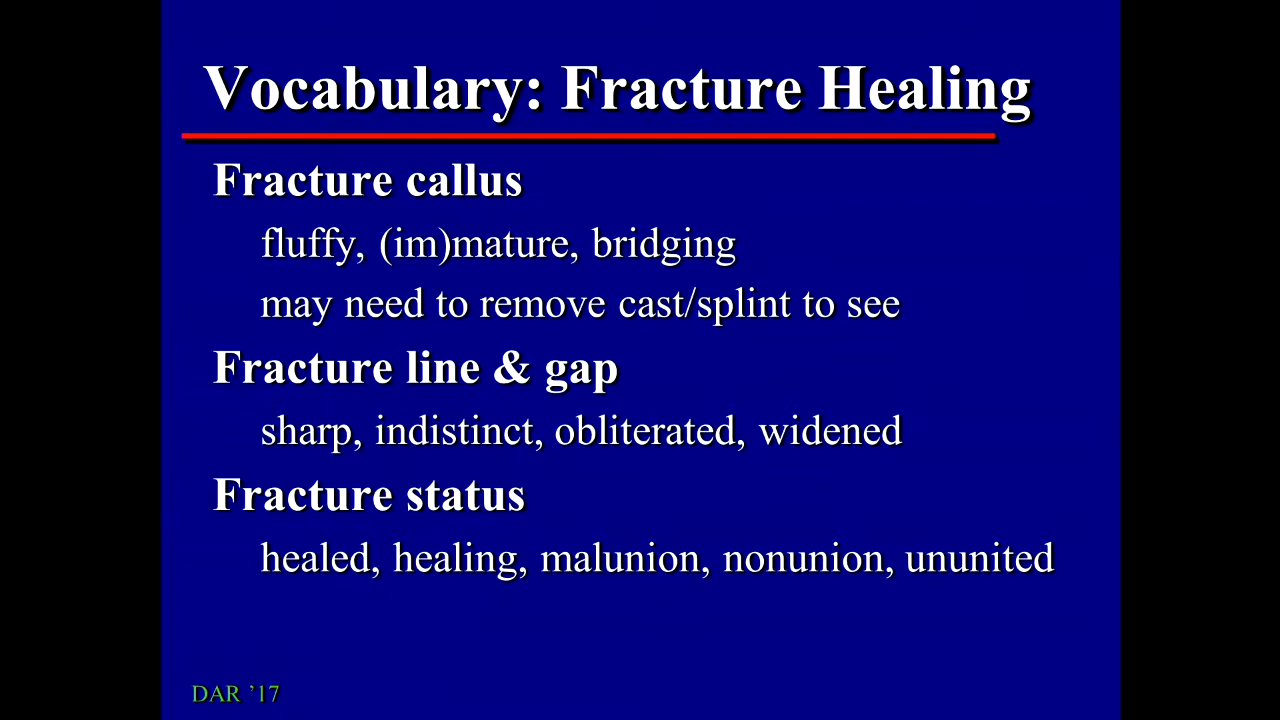 Vocabulary: Fracture Healing
Fracture callus
fluffy, (im)mature, bridging
may need to remove cast/splint to see
Fracture line & gap
sharp, indistinct, obliterated, widened
Fracture status
healed, healing, malunion, nonunion, ununited
DAR ’17